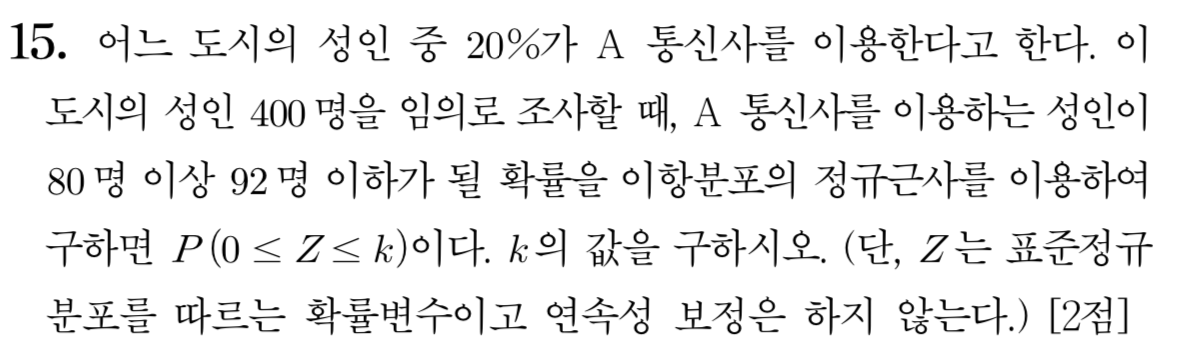 15. 어느 도시의 성인 중 20%가 A 통신사를 이용한다고 한다. 이
도시의 성인 400명을 임의로 조사할 때, A 통신사를 이용하는 성인이
80명 이상 92명 이하가 될 확률을 이항분포의 정규근사를 이용하여
구하면 P(0 ≤ Z ≤ k)이다. k의 값을 구하시오. (단, Z는 표준정규
분포를 따르는 확률변수이고 연속성 보정은 하지 않는다.) [2점]